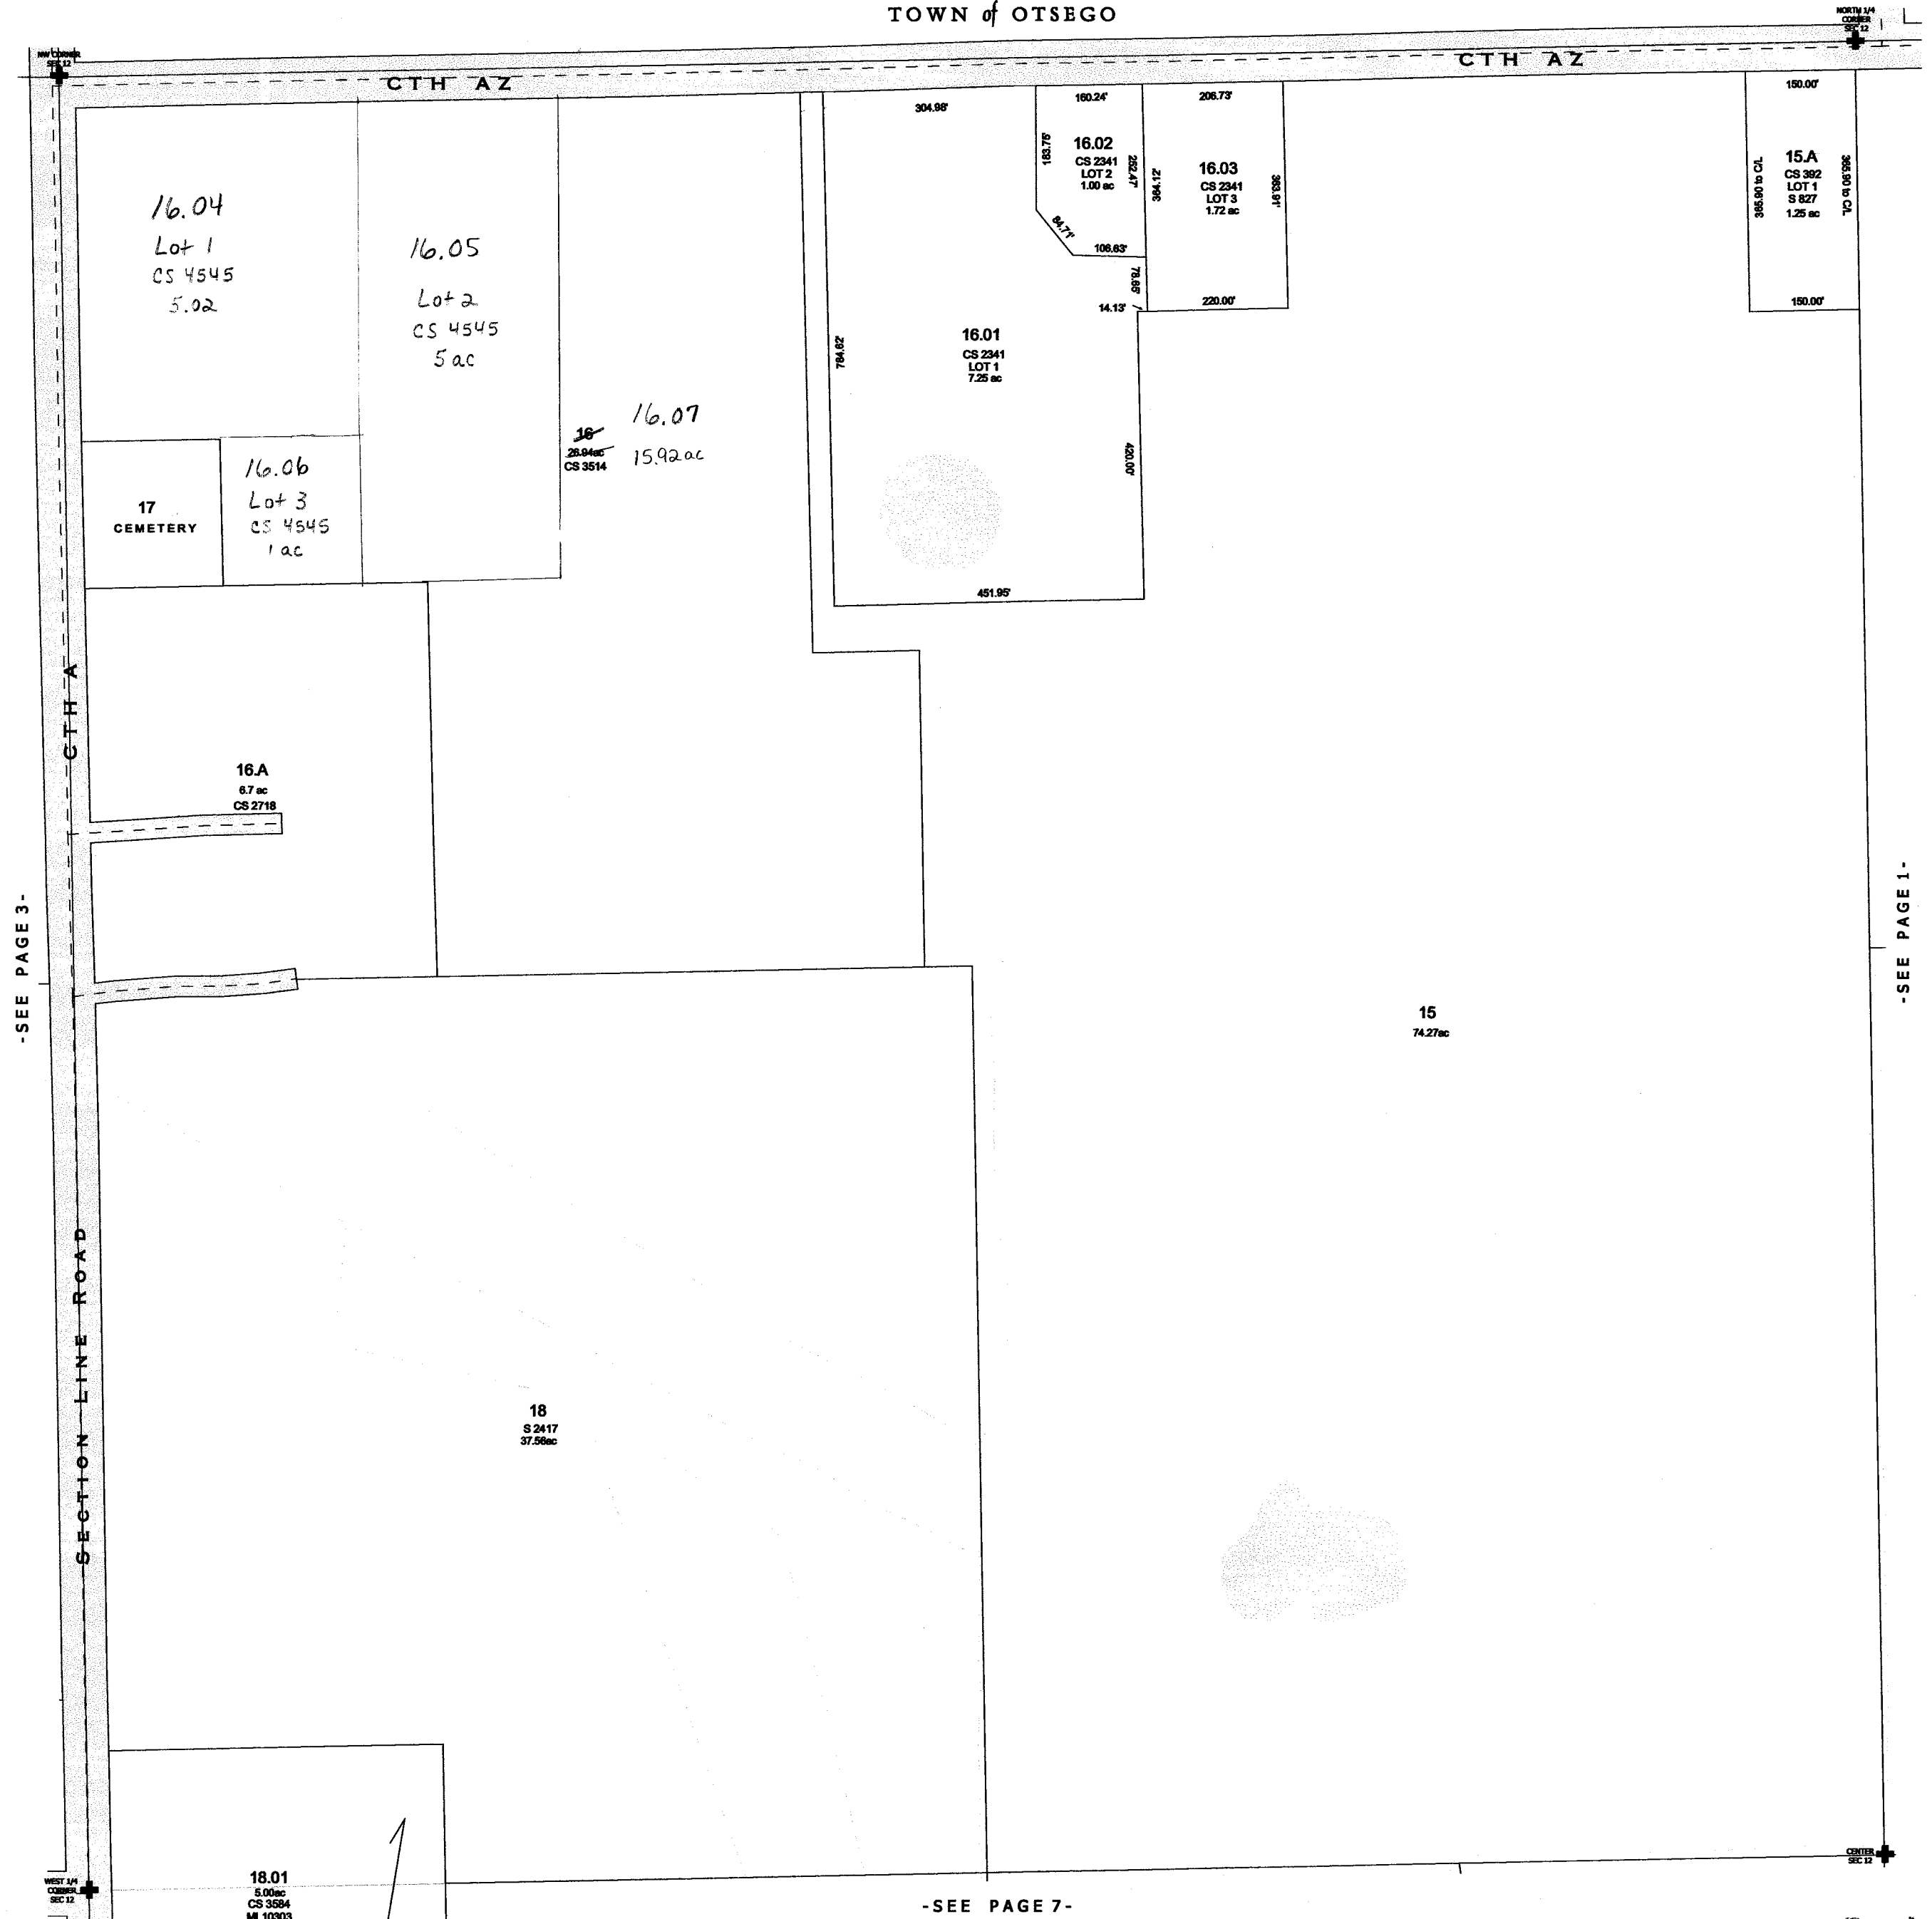 TOWN of OTSEGO
NW CORNER
SEC 12
NORTH 1/4
CORNER
SEC 12
CTH AZ
CTH AZ
304.98'
160.24'
206.73'
150.00'
183.75'
16.02
CS 2341
LOT 2
1.00 ac
252.47'
364.12'
16.03
CS 2341
LOT 3
1.72 ac
363.91'
365.90 to C/L
15.A
CS 392
LOT 1
S 827
1.25 ac
365.90 to C/L
84.71'
106.63'
78.65'
14.13'
220.00'
150.00'
16.04
Lot 1
CS 4545
5.02
16.05
Lot 2
CS 4545
5 ac
784.62'
16.01
CS 2341
LOT 1
7.25 ac
16
26.94ac
CS 3514
16.07
15.92 ac
420.00'
17
CEMETERY
16.06
Lot 3
CS 4545
1 ac
451.95'
CTH A
16.A
6.7 ac
CS 2718
-SEE PAGE 3-
-SEE PAGE 1-
15
74.27ac
SECTION LINE ROAD
18
S 2417
37.56ac
CENTER
SEC 12
WEST 1/4
CORNER
SEC 12
18.01
5.00ac
CS 3584
ML 10303
-SEE PAGE 7-